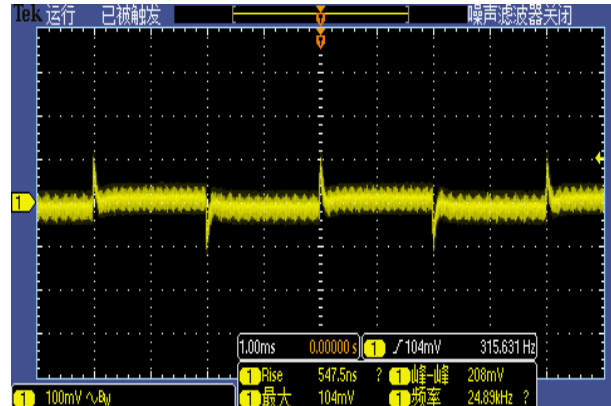 Tek 运行 已被触发 噪声滤波器关闭
1
1.00ms 0.00000 s 1 ∫ 104mV 315.631 Hz
1 Rise 547.5ns ? 1 峰-峰 208mV
1 100mV ∿Bw 1 最大 104mV 1 频率 24.89kHz ?